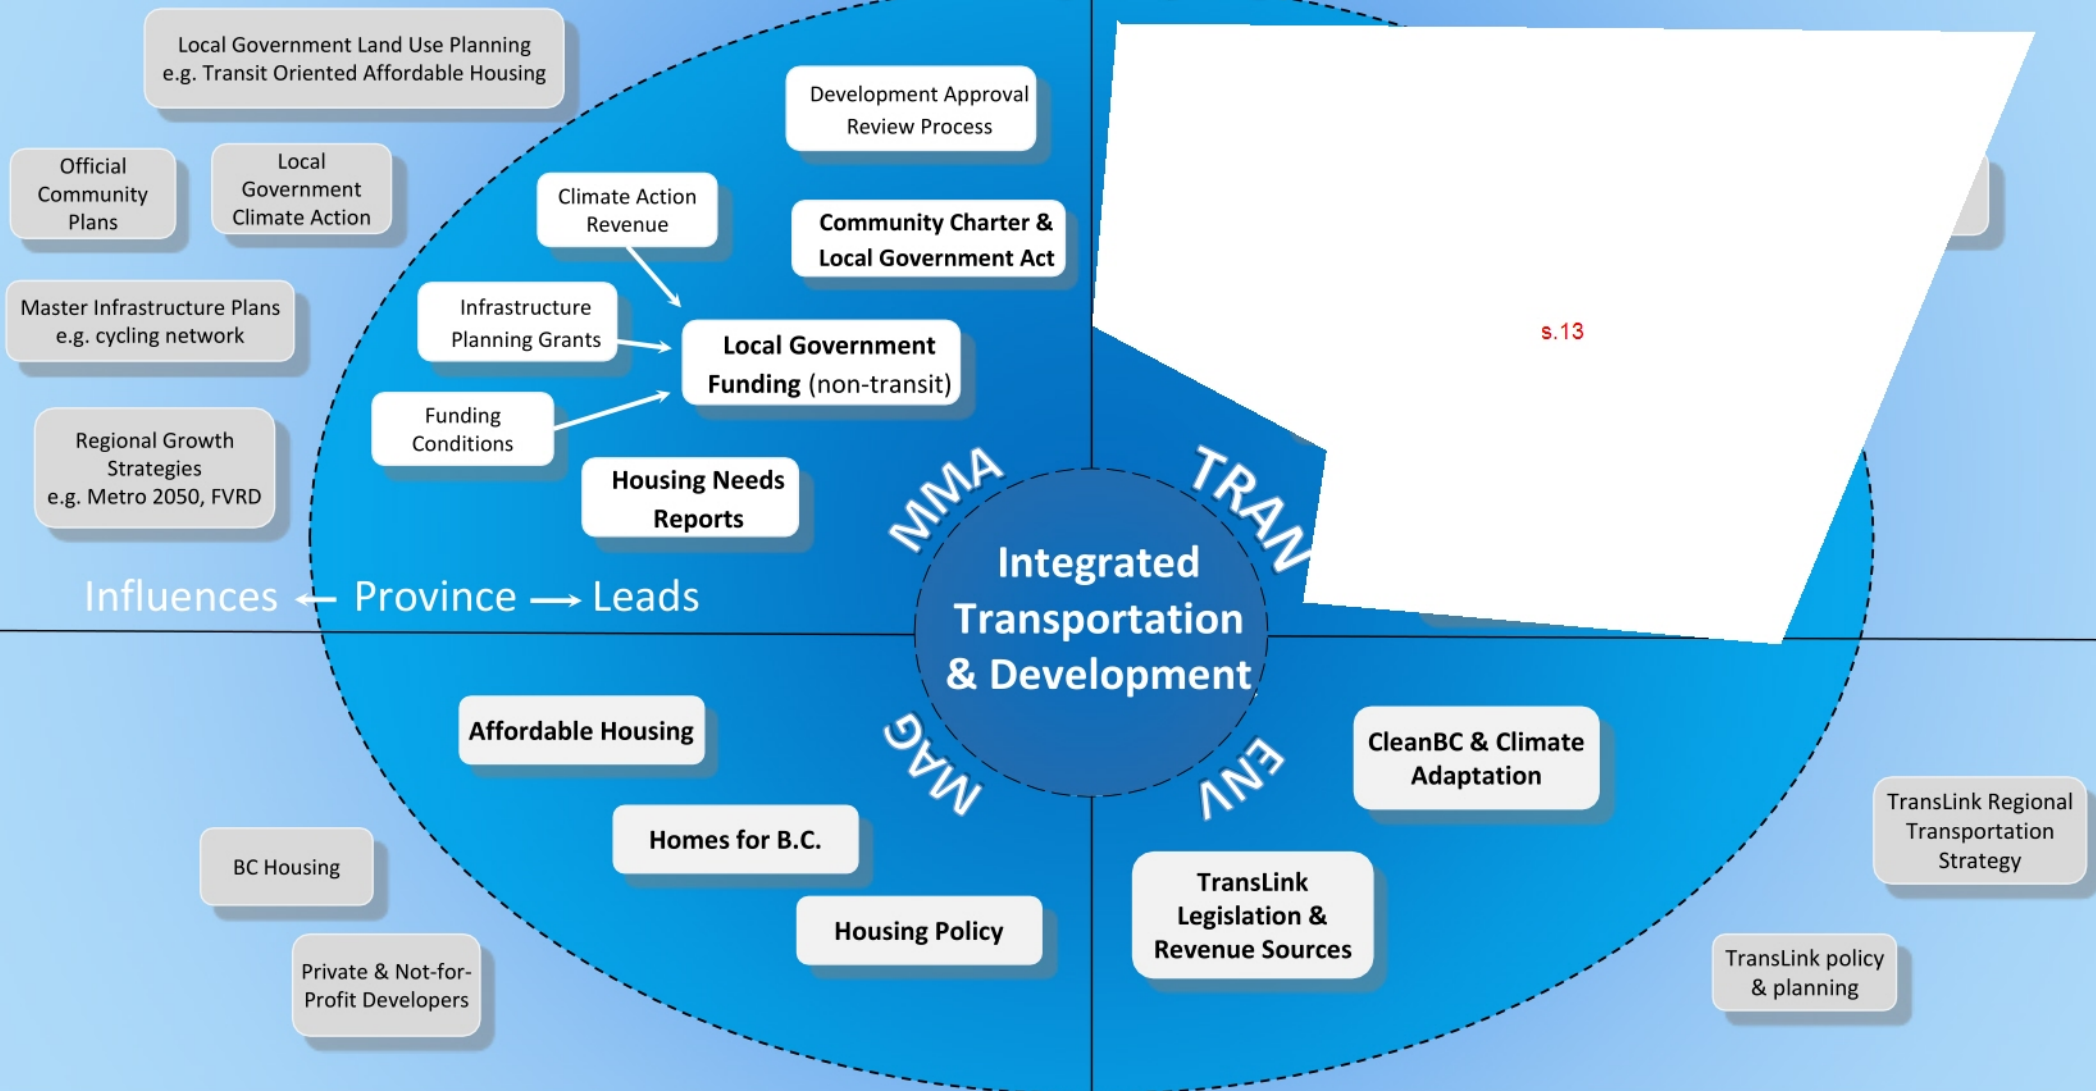 Local Government Land Use Planning
e.g. Transit Oriented Affordable Housing
Official
Community
Plans
Local
Government
Climate Action
Master Infrastructure Plans
e.g. cycling network
Regional Growth
Strategies
e.g. Metro 2050, FVRD
Development Approval
Review Process
Climate Action
Revenue
Community Charter &
Local Government Act
Infrastructure
Planning Grants
Local Government
Funding (non-transit)
Funding
Conditions
Housing Needs
Reports
Influences ← Province → Leads
MMA
TRAN
s.13
Integrated
Transportation
& Development
MAG
ENV
Affordable Housing
Homes for B.C.
Housing Policy
BC Housing
Private & Not-for-
Profit Developers
CleanBC & Climate
Adaptation
TransLink
Legislation &
Revenue Sources
TransLink Regional
Transportation
Strategy
TransLink policy
& planning